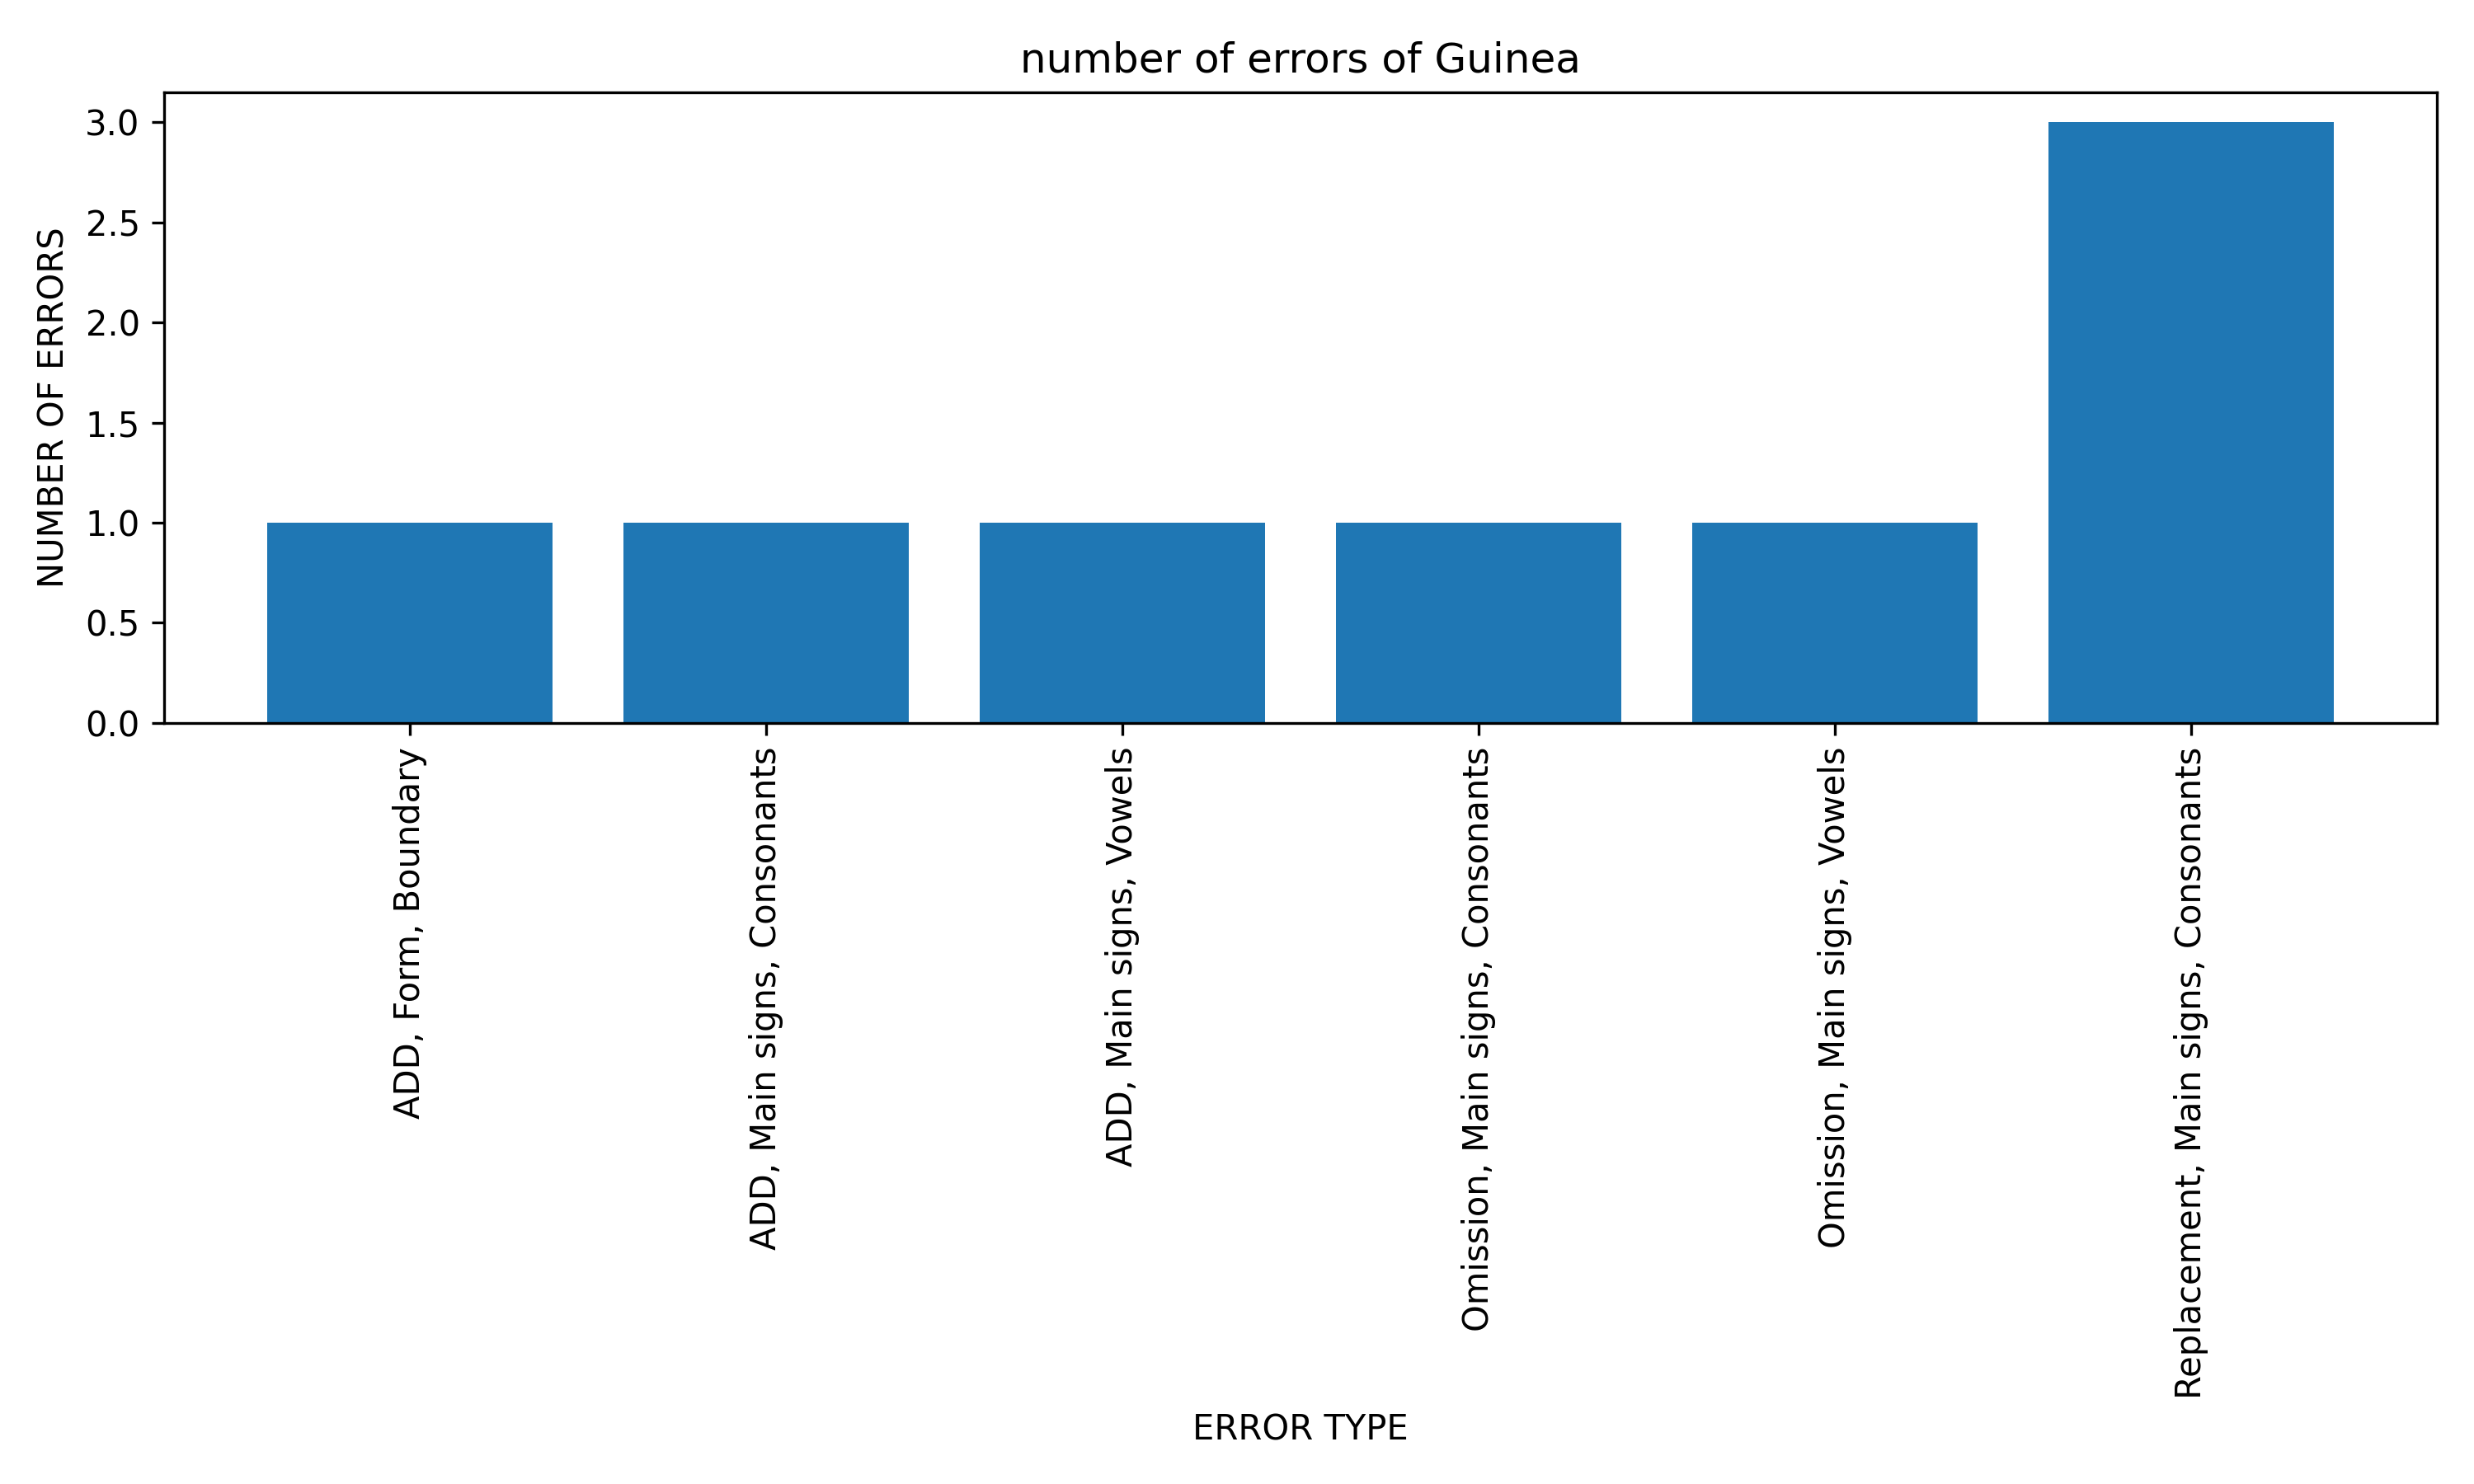 number of errors of Guinea
NUMBER OF ERRORS
3.0
2.5
2.0
1.5
1.0
0.5
0.0
ADD, Form, Boundary
ADD, Main signs, Consonants
ADD, Main signs, Vowels
Omission, Main signs, Consonants
Omission, Main signs, Vowels
Replacement, Main signs, Consonants
ERROR TYPE